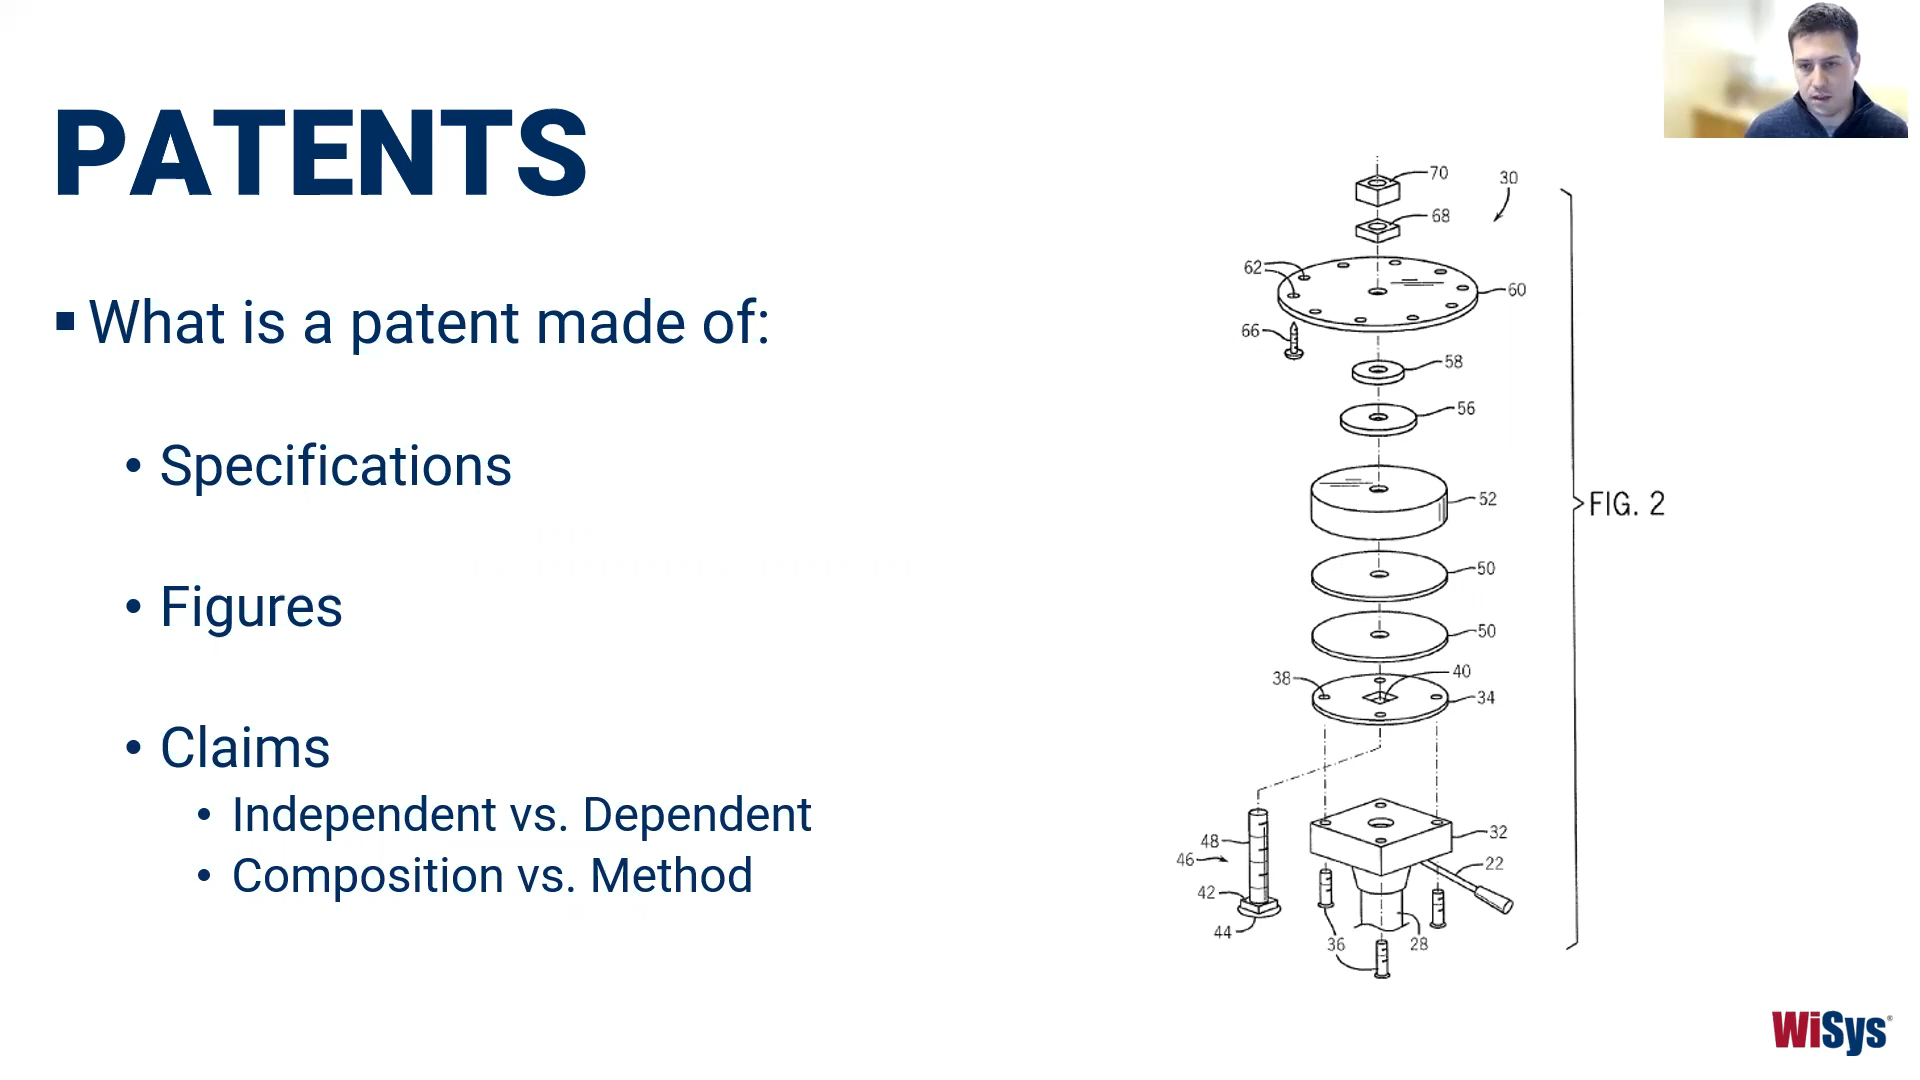 PATENTS
▪ What is a patent made of:
• Specifications
• Figures
• Claims
• Independent vs. Dependent
• Composition vs. Method
70
30
68
62
60
66
58
56
52
FIG. 2
50
50
40
38
34
32
48
46
22
42
44
36
28
WiSys®